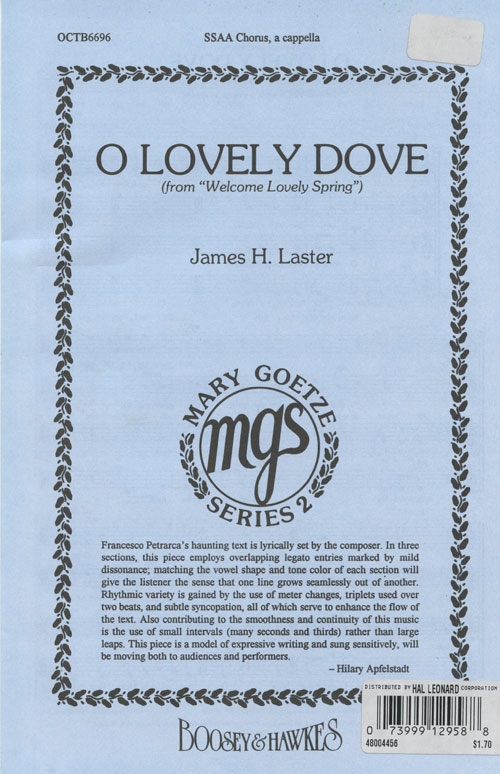 OCTB6696 SSAA Chorus, a cappella
O LOVELY DOVE
(from “Welcome Lovely Spring”)
James H. Laster
MARY GOETZE
mgs
SERIES 2
Francesco Petrarca's haunting text is lyrically set by the composer. In three
sections, this piece employs overlapping legato entries marked by mild
dissonance; matching the vowel shape and tone color of each section will
give the listener the sense that one line grows seamlessly out of another.
Rhythmic variety is gained by the use of meter changes, triplets used over
two beats, and subtle syncopation, all of which serve to enhance the flow of
the text. Also contributing to the smoothness and continuity of this music
is the use of small intervals (many seconds and thirds) rather than large
leaps. This piece is a model of expressive writing and sung sensitively, will
be moving both to audiences and performers.
– Hilary Apfelstadt
BOOSEY & HAWKES
DISTRIBUTED BY HAL LEONARD CORPORATION
0 73999 12958 8
48004456 $1.70